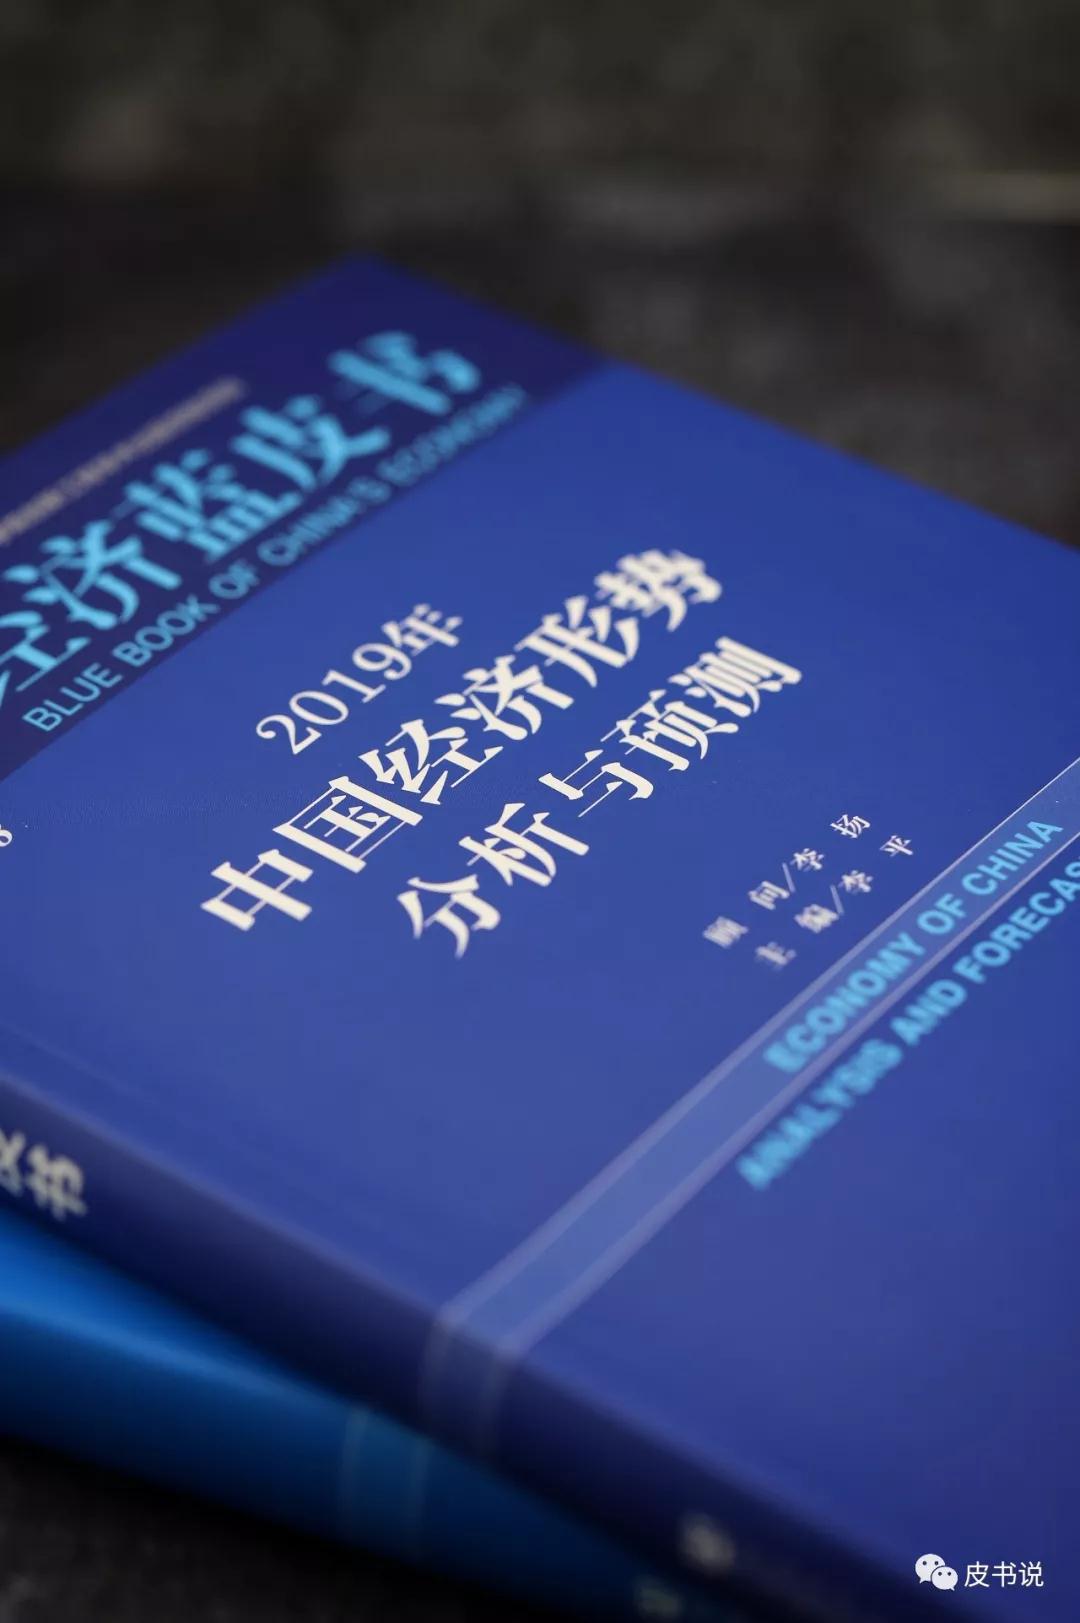 经济蓝皮书
BLUE BOOK OF CHINA'S ECONOMY
2019年
中国经济形势
分析与预测
顾 问/李 扬
主 编/李 平
ECONOMY OF CHINA
ANALYSIS AND FORECAS
皮书
皮书说